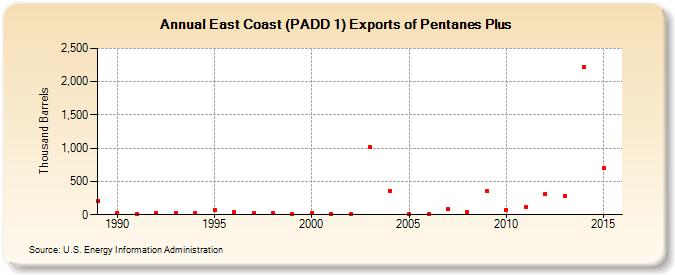 Annual East Coast (PADD 1) Exports of Pentanes Plus
Thousand Barrels
2,500
2,000
1,500
1,000
500
0
1990 1995 2000 2005 2010 2015
Source: U.S. Energy Information Administration